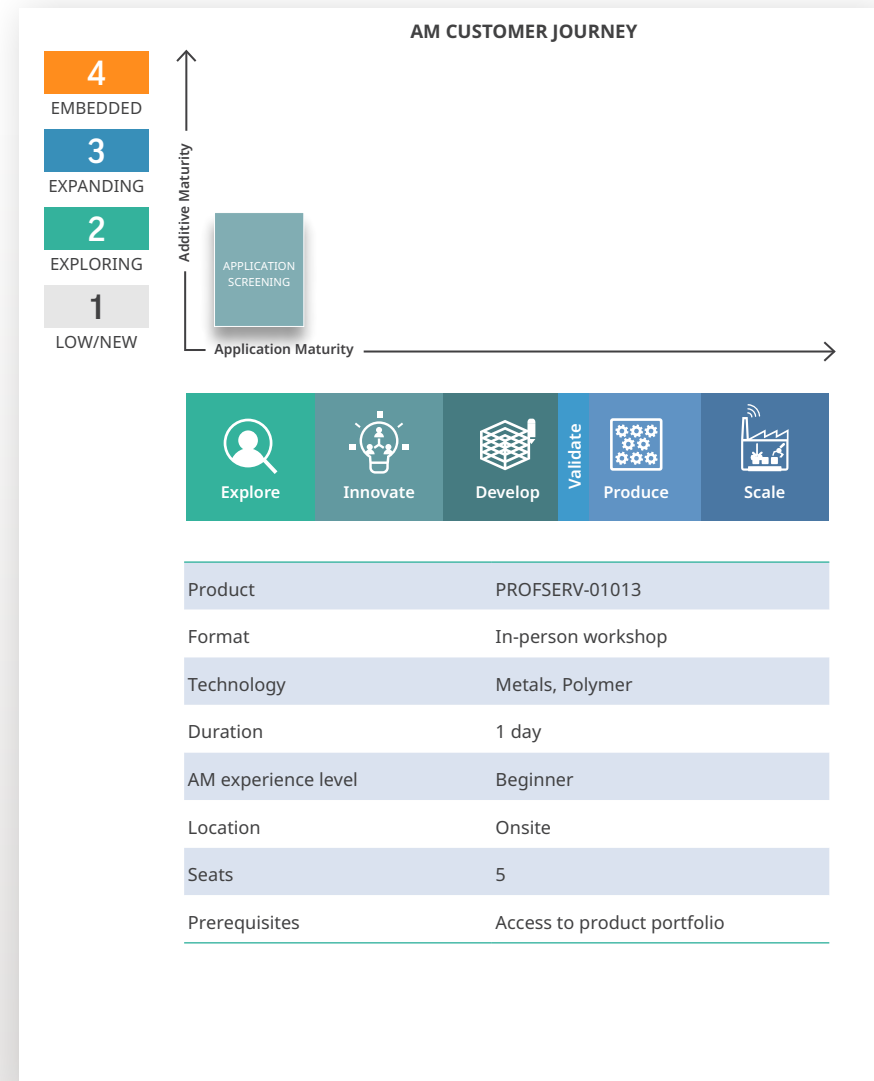 AM CUSTOMER JOURNEY
4
EMBEDDED
3
EXPANDING
2
EXPLORING
1
LOW/NEW
Additive Maturity
APPLICATION
SCREENING
Application Maturity
Explore
Innovate
Develop
Validate
Produce
Scale
Product PROFSERV-01013
Format In-person workshop
Technology Metals, Polymer
Duration 1 day
AM experience level Beginner
Location Onsite
Seats 5
Prerequisites Access to product portfolio